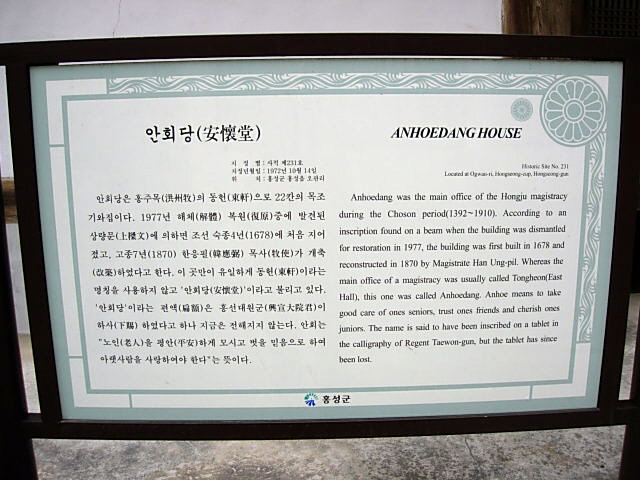 안회당(安懷堂)
지 정 별 : 사적 제231호
지정년월일 : 1972년 10월 14일
위 치 : 홍성군 홍성읍 오관리
안회당은 홍주목(洪州牧)의 동헌(東軒)으로 22칸의 목조
기와집이다. 1977년 해체(解體) 복원(復原)중에 발견된
상량문(上樑文)에 의하면 조선 숙종4년(1678)에 처음 지어
졌고, 고종7년(1870) 한응필(韓應弼) 목사(牧使)가 개축
(改築)하였다고 한다. 이 곳만이 유일하게 동헌(東軒)이라는
명칭을 사용하지 않고 '안회당(安懷堂)'이라고 불리고 있다.
'안회당'이라는 편액(扁額)은 흥선대원군(興宣大院君)이
하사(下賜) 하였다고 하나 지금은 전해지지 않는다. 안회는
"노인(老人)을 평안(平安)하게 모시고 벗을 믿음으로 하여
아랫사람을 사랑하여야 한다"는 뜻이다.
ANHOEDANG HOUSE
Historic Site No. 231
Located at Ogwan-ri, Hongseong-eup, Hongseong-gun
Anhoedang was the main office of the Hongju magistracy
during the Choson period(1392~1910). According to an
inscription found on a beam when the building was dismantled
for restoration in 1977, the building was first built in 1678 and
reconstructed in 1870 by Magistrate Han Ung-pil. Whereas the
main office of a magistracy was usually called Tongheon(East
Hall), this one was called Anhoedang. Anhoe means to take
good care of ones seniors, trust ones friends and cherish ones
juniors. The name is said to have been inscribed on a tablet in
the calligraphy of Regent Taewon-gun, but the tablet has since
been lost.
홍성군